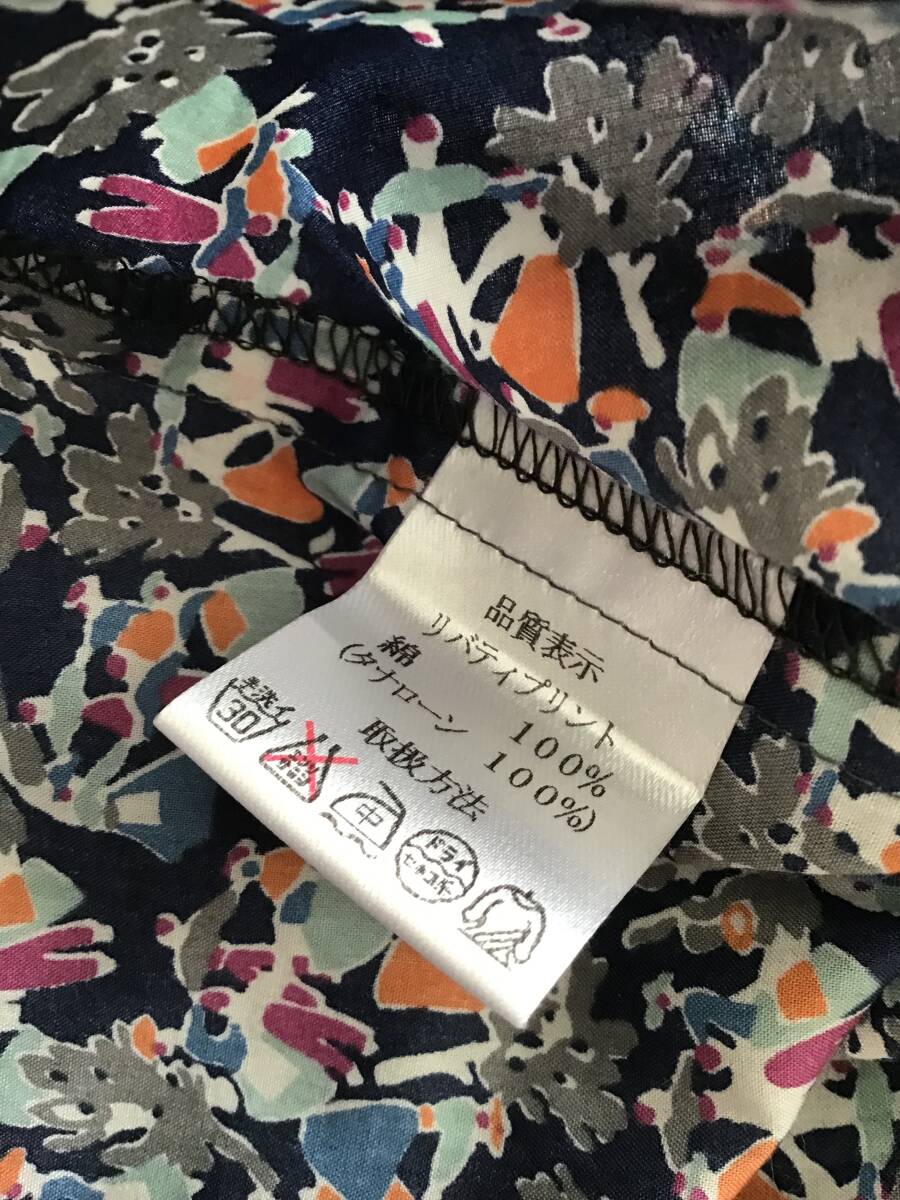 品質表示
リバティプリント
綿 100%
(タナローン 100%)
取扱方法
手洗イ
30
中
ドライ
セキユ系